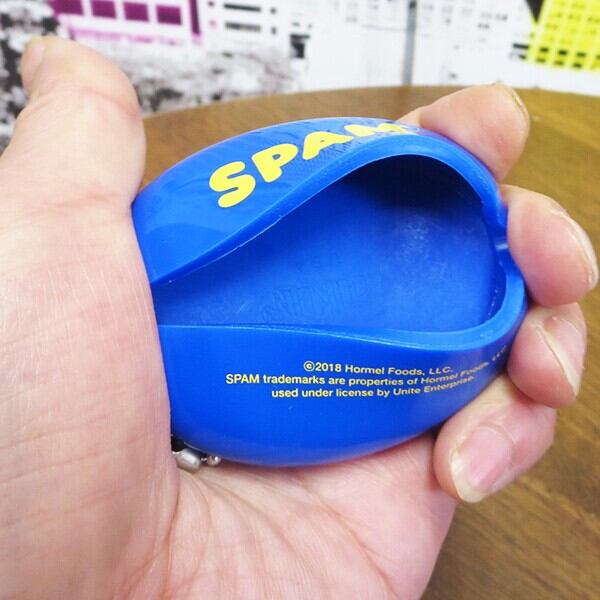 SPAM
©2018 Hormel Foods, LLC.
SPAM trademarks are properties of Hormel Foods, LLC
used under license by Unite Enterprise.